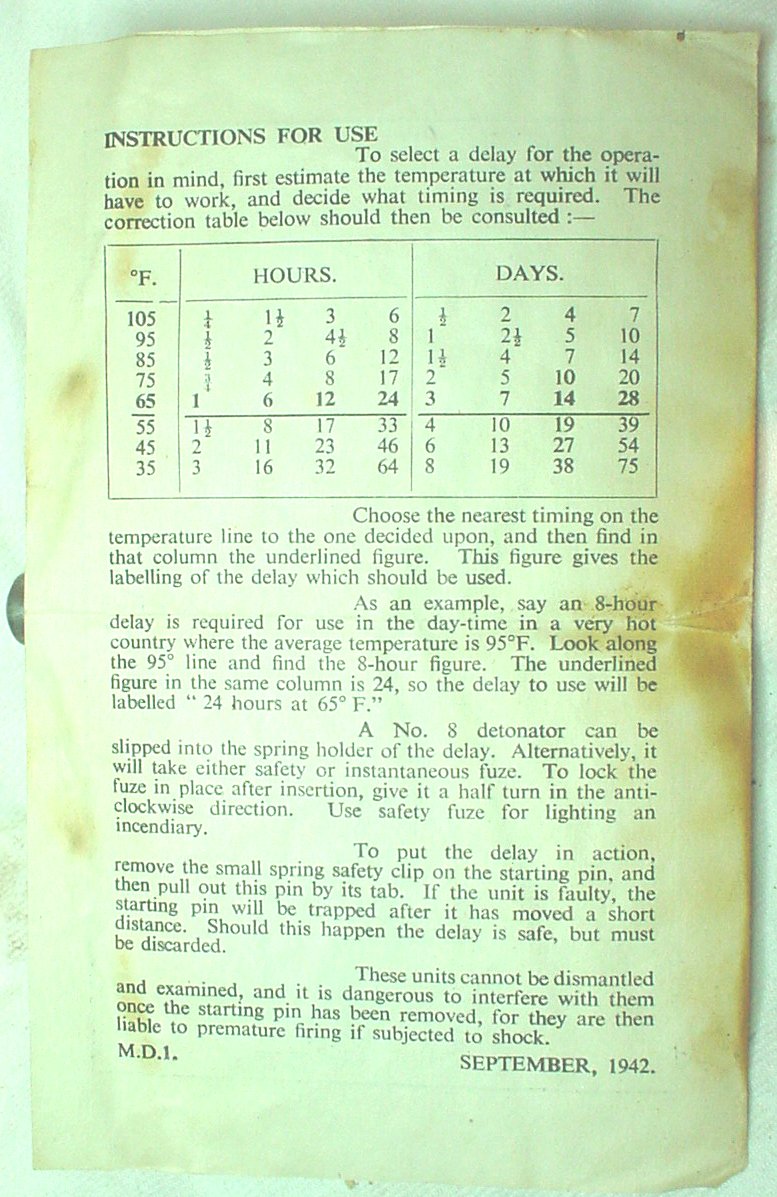 INSTRUCTIONS FOR USE
To select a delay for the opera-
tion in mind, first estimate the temperature at which it will
have to work, and decide what timing is required. The
correction table below should then be consulted :—
°F. HOURS. DAYS.
105 ¼ 1½ 3 6 ½ 2 4 7
95 ½ 2 4½ 8 1 2½ 5 10
85 ½ 3 6 12 1½ 4 7 14
75 ¾ 4 8 17 2 5 10 20
65 1 6 12 24 3 7 14 28
55 1½ 8 17 33 4 10 19 39
45 2 11 23 46 6 13 27 54
35 3 16 32 64 8 19 38 75
Choose the nearest timing on the
temperature line to the one decided upon, and then find in
that column the underlined figure. This figure gives the
labelling of the delay which should be used.
As an example, say an 8-hour
delay is required for use in the day-time in a very hot
country where the average temperature is 95°F. Look along
the 95° line and find the 8-hour figure. The underlined
figure in the same column is 24, so the delay to use will be
labelled “ 24 hours at 65° F.”
A No. 8 detonator can be
slipped into the spring holder of the delay. Alternatively, it
will take either safety or instantaneous fuze. To lock the
fuze in place after insertion, give it a half turn in the anti-
clockwise direction. Use safety fuze for lighting an
incendiary.
To put the delay in action,
remove the small spring safety clip on the starting pin, and
then pull out this pin by its tab. If the unit is faulty, the
starting pin will be trapped after it has moved a short
distance. Should this happen the delay is safe, but must
be discarded.
These units cannot be dismantled
and examined, and it is dangerous to interfere with them
once the starting pin has been removed, for they are then
liable to premature firing if subjected to shock.
M.D.1. SEPTEMBER, 1942.